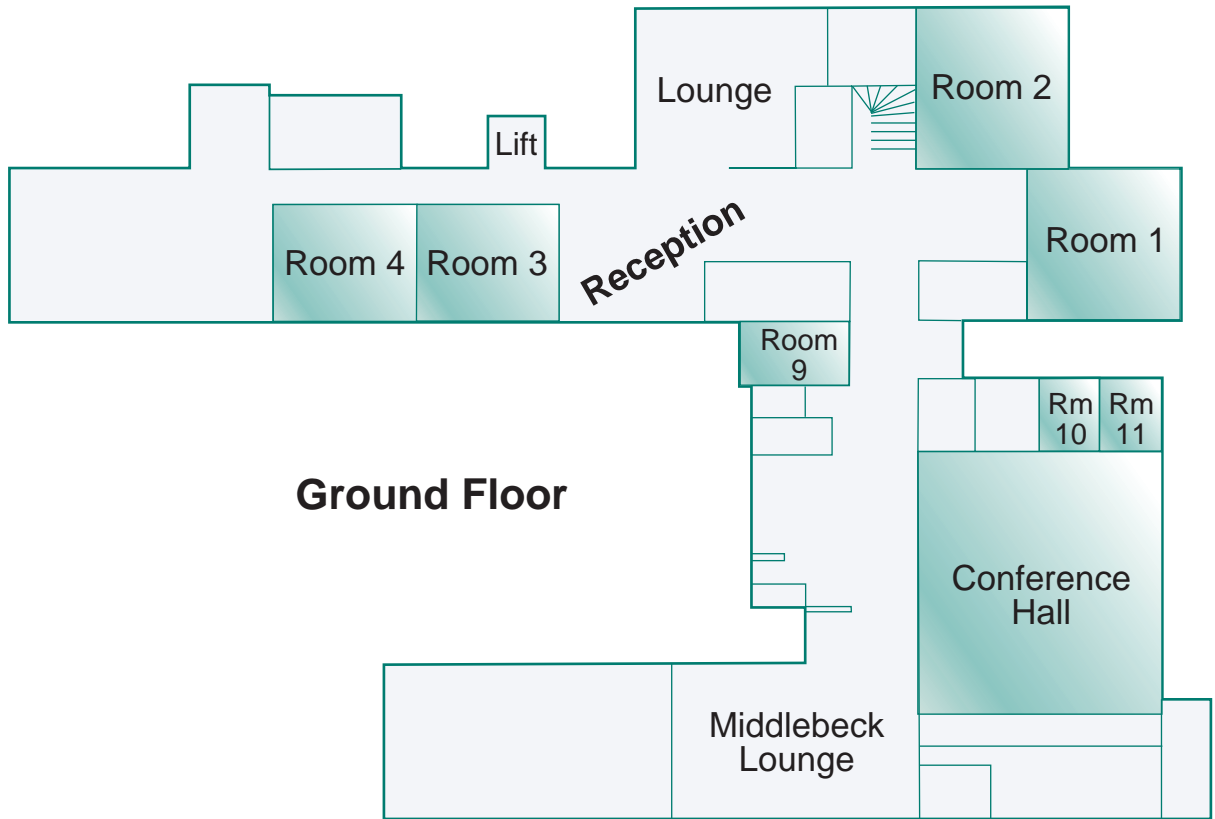 Lounge
Room 2
Lift
Room 4
Room 3
Reception
Room 1
Room
9
Rm
10
Rm
11
Ground Floor
Conference
Hall
Middlebeck
Lounge